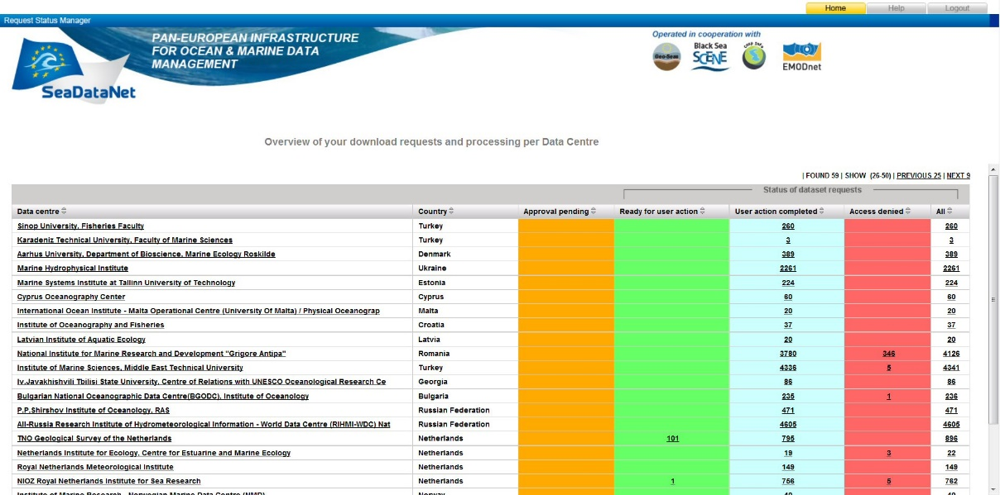 Home Help Logout
Request Status Manager
PAN-EUROPEAN INFRASTRUCTURE
FOR OCEAN & MARINE DATA
MANAGEMENT
SeaDataNet
Operated in cooperation with
Geo-Seas
Black Sea
SCENE
EMODnet
Overview of your download requests and processing per Data Centre
| FOUND 59 | SHOW (26-50) | PREVIOUS 25 | NEXT 9
Status of dataset requests
Data centre Country Approval pending Ready for user action User action completed Access denied All
Sinop University, Fisheries Faculty Turkey 260 260
Karadeniz Technical University, Faculty of Marine Sciences Turkey 3 3
Aarhus University, Department of Bioscience, Marine Ecology Roskilde Denmark 389 389
Marine Hydrophysical Institute Ukraine 2261 2261
Marine Systems Institute at Tallinn University of Technology Estonia 224 224
Cyprus Oceanography Center Cyprus 60 60
International Ocean Institute - Malta Operational Centre (University Of Malta) / Physical Oceanograp Malta 20 20
Institute of Oceanography and Fisheries Croatia 37 37
Latvian Institute of Aquatic Ecology Latvia 20 20
National Institute for Marine Research and Development "Grigore Antipa" Romania 3780 346 4126
Institute of Marine Sciences, Middle East Technical University Turkey 4336 5 4341
Iv.Javakhishvili Tbilisi State University, Centre of Relations with UNESCO Oceanological Research Ce Georgia 86 86
Bulgarian National Oceanographic Data Centre(BGODC), Institute of Oceanology Bulgaria 235 1 236
P.P.Shirshov Institute of Oceanology, RAS Russian Federation 471 471
All-Russia Research Institute of Hydrometeorological Information - World Data Centre (RIHMI-WDC) Nat Russian Federation 4605 4605
TNO Geological Survey of the Netherlands Netherlands 101 795 896
Netherlands Institute for Ecology, Centre for Estuarine and Marine Ecology Netherlands 19 3 22
Royal Netherlands Meteorological Institute Netherlands 149 149
NIOZ Royal Netherlands Institute for Sea Research Netherlands 1 756 5 762
Institute of Marine Research - Norwegian Marine Data Centre (NMD) Norway 40 40